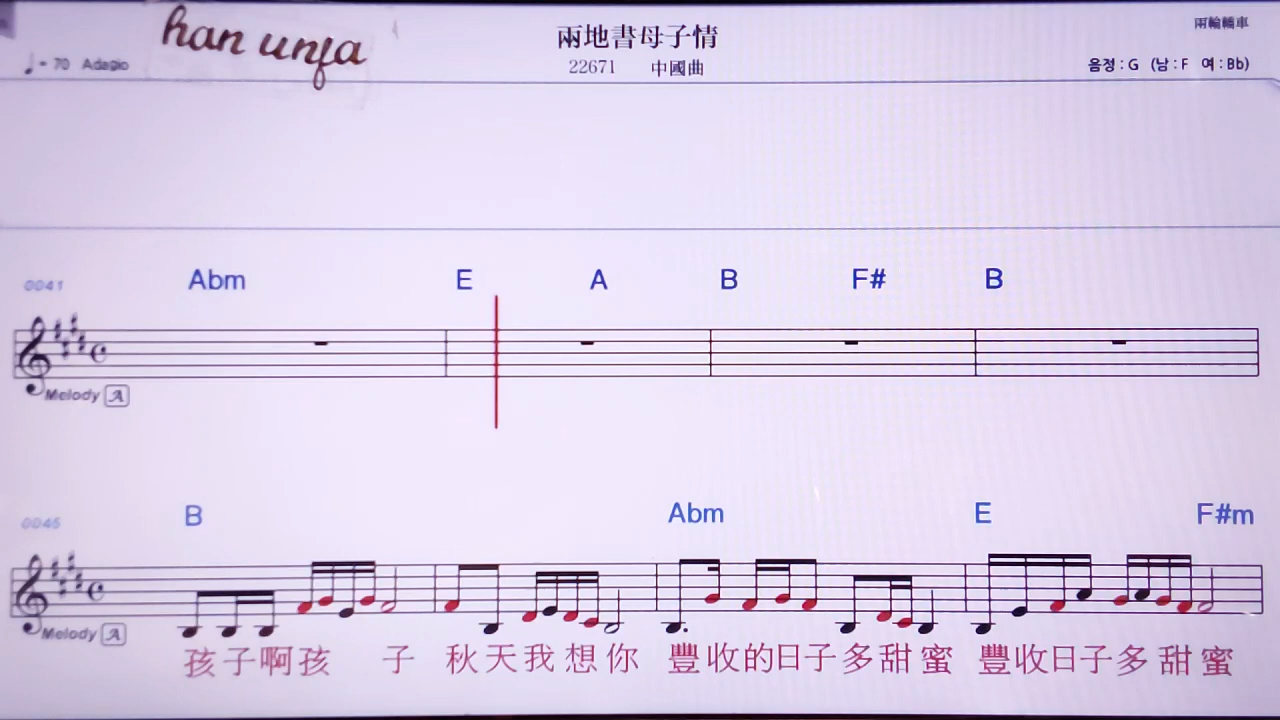 han unfa
兩地書母子情
兩輪轎車
♩= 70 Adagio
22671 中國曲
음정 : G (남 : F 여 : Bb)
0041 Abm E A B F# B
Melody A
0045 B Abm E F#m
Melody A
孩子啊孩 子 秋天我想你 豐收的日子多甜蜜 豐收日子多甜蜜